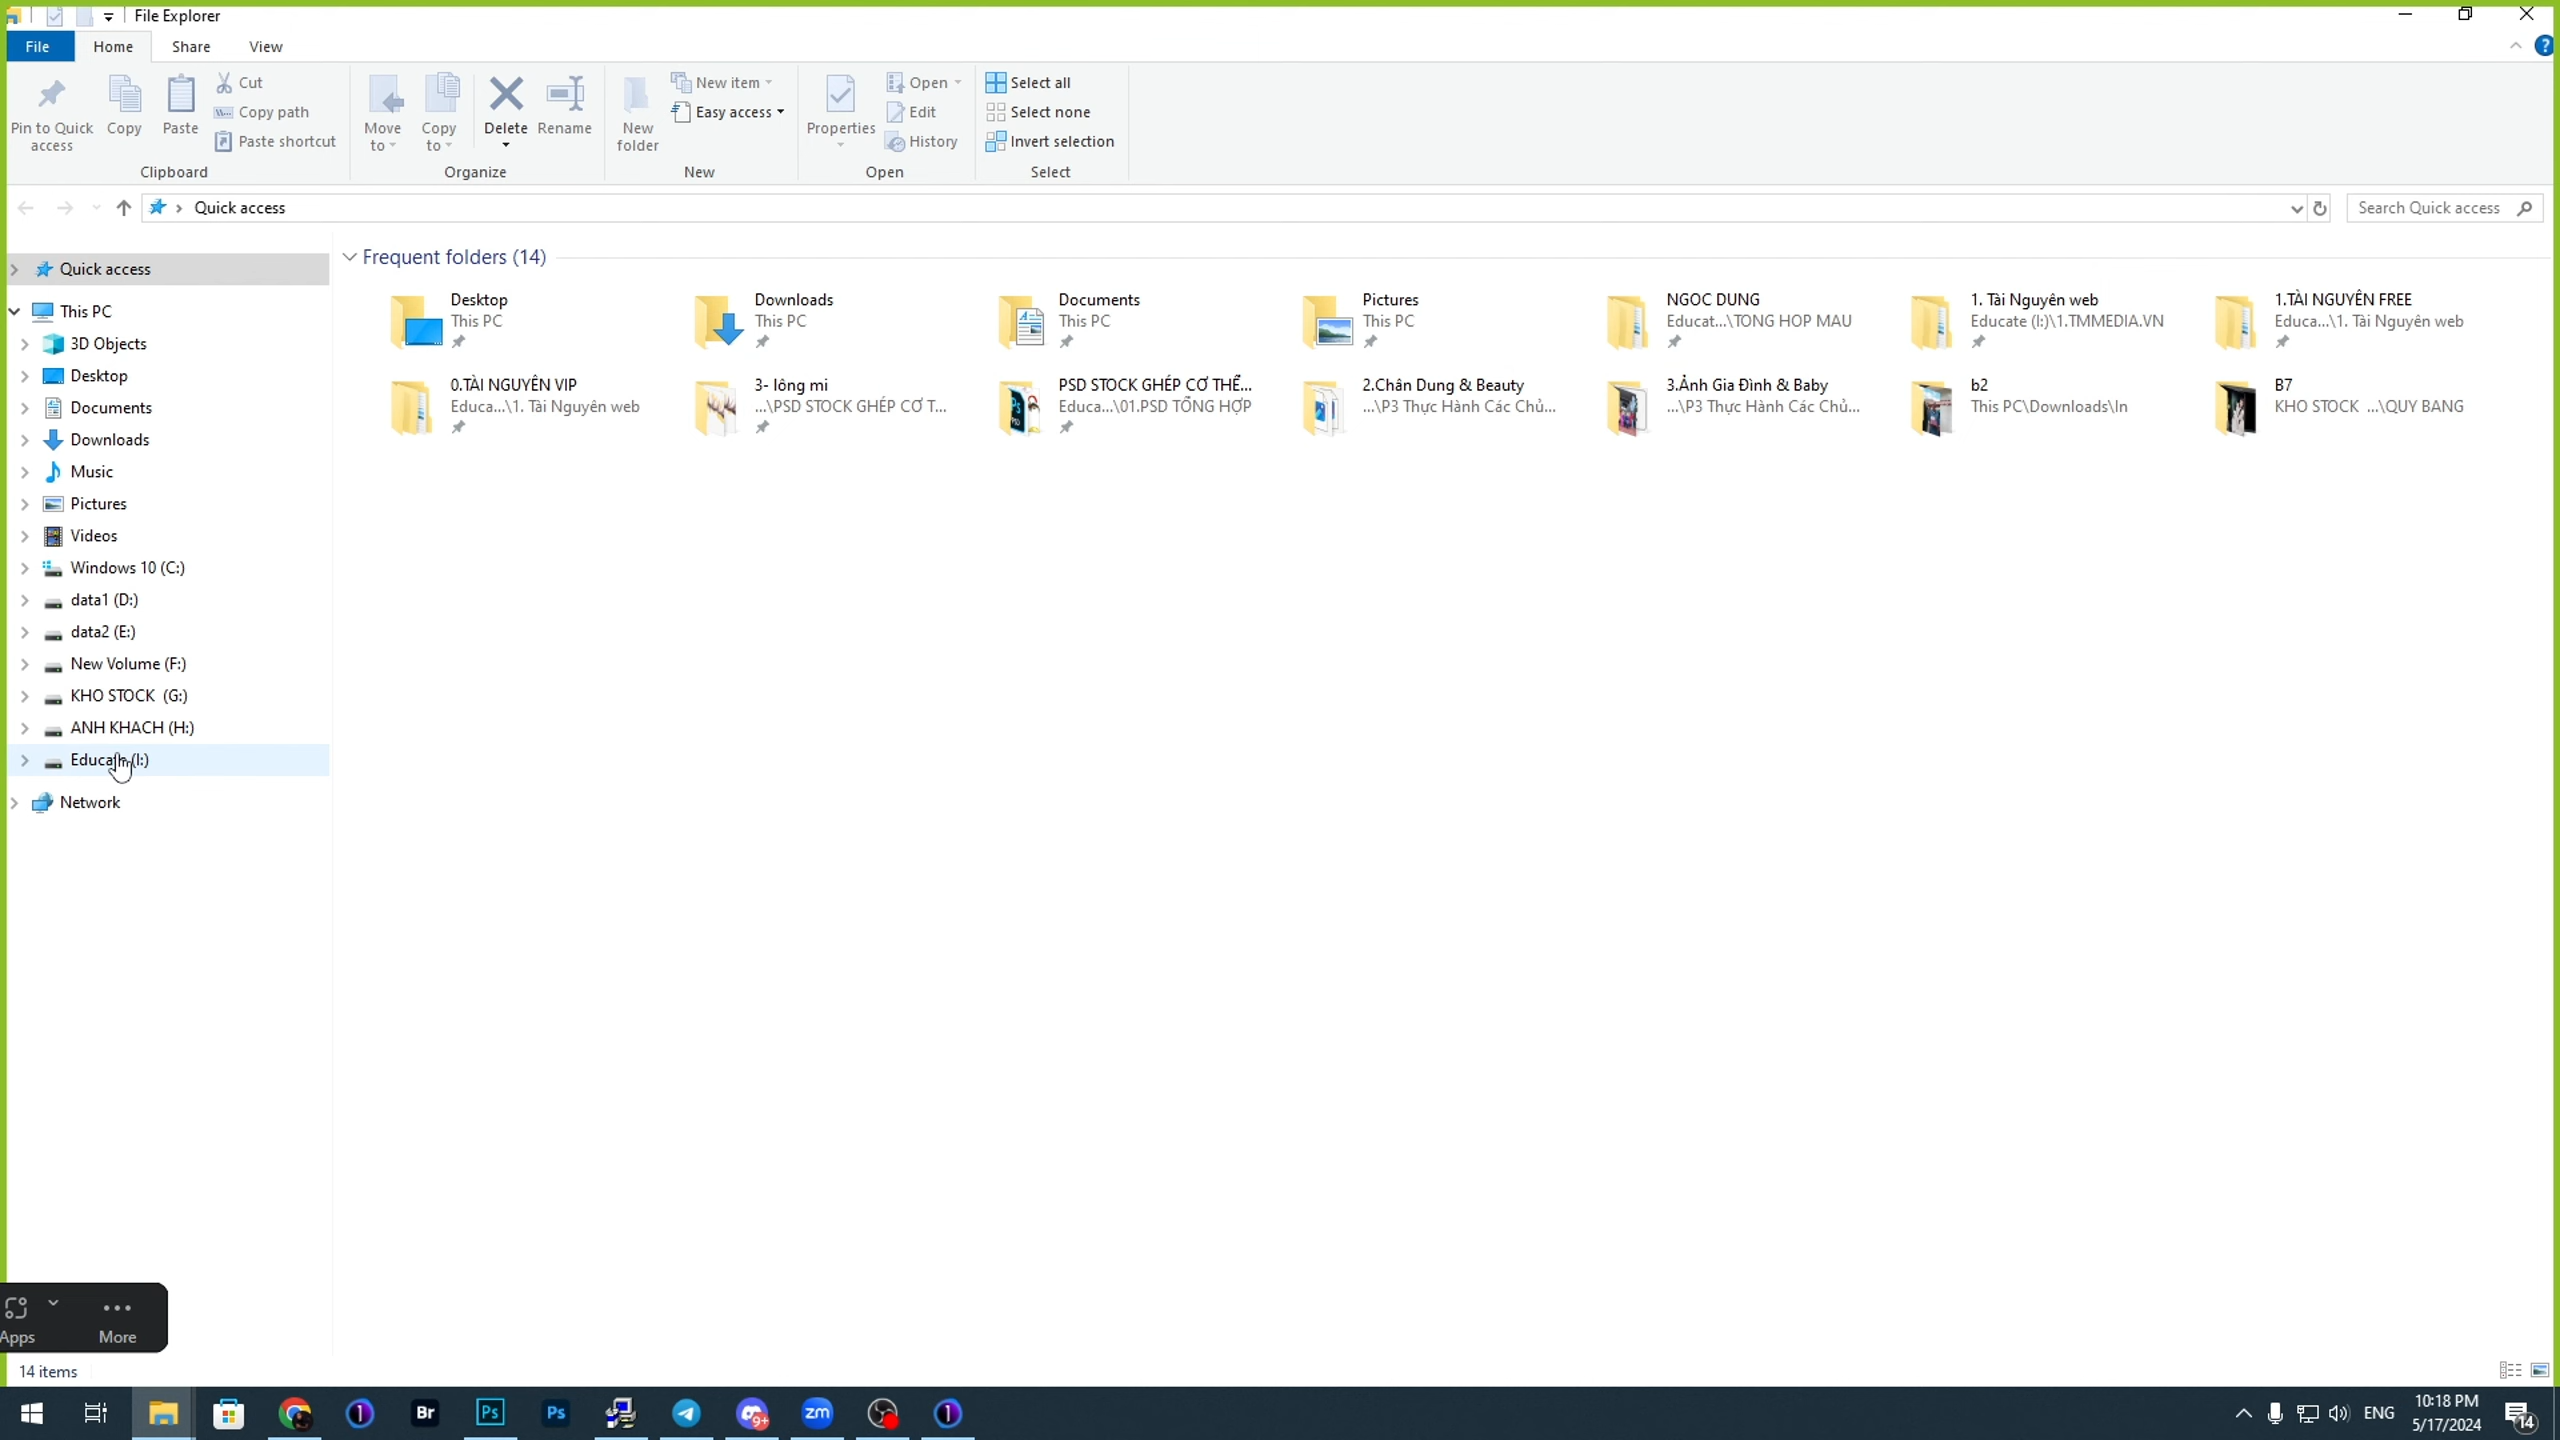 File Explorer
File
Home
Share
View
Pin to Quick access
Copy
Paste
Cut
Copy path
Paste shortcut
Clipboard
Move to
Copy to
Delete
Rename
Organize
New folder
New item
Easy access
New
Properties
Open
Edit
History
Open
Select all
Select none
Invert selection
Select
Quick access
Search Quick access
Quick access
This PC
3D Objects
Desktop
Documents
Downloads
Music
Pictures
Videos
Windows 10 (C:)
data1 (D:)
data2 (E:)
New Volume (F:)
KHO STOCK (G:)
ANH KHACH (H:)
Educate (I:)
Network
Frequent folders (14)
Desktop
This PC
Downloads
This PC
Documents
This PC
Pictures
This PC
NGOC DUNG
Educat...\TONG HOP MAU
1. Tài Nguyên web
Educate (I:)\1.TMMEDIA.VN
1.TÀI NGUYÊN FREE
Educa...\1. Tài Nguyên web
0.TÀI NGUYÊN VIP
Educa...\1. Tài Nguyên web
3- lông mi
...\PSD STOCK GHÉP CƠ T...
PSD STOCK GHÉP CƠ THỂ...
Educa...\01.PSD TỔNG HỢP
2.Chân Dung & Beauty
...\P3 Thực Hành Các Chủ...
3.Ảnh Gia Đình & Baby
...\P3 Thực Hành Các Chủ...
b2
This PC\Downloads\In
B7
KHO STOCK ...\QUY BANG
Apps
More
14 items
Br
Ps
Ps
9+
zm
ENG
10:18 PM
5/17/2024
14